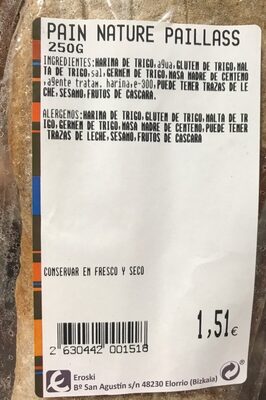 PAIN NATURE PAILLASS
250G
INGREDIENTES:HARINA DE TRIGO,agua,GLUTEN DE TRIGO,MAL
TA DE TRIGO,sal,GERMEN DE TRIGO,MASA MADRE DE CENTENO
,agente tratam. harina,e-300,PUEDE TENER TRAZAS DE LE
CHE,SESAMO,FRUTOS DE CASCARA.
ALERGENOS:HARINA DE TRIGO,GLUTEN DE TRIGO,MALTA DE TR
IGO,GERMEN DE TRIGO,MASA MADRE DE CENTENO,PUEDE TENER
TRAZAS DE LECHE,SESAMO,FRUTOS DE CASCARA
CONSERVAR EN FRESCO Y SECO
1,51€
2 630442 001518
Eroski
Bº San Agustín s/n 48230 Elorrio (Bizkaia)